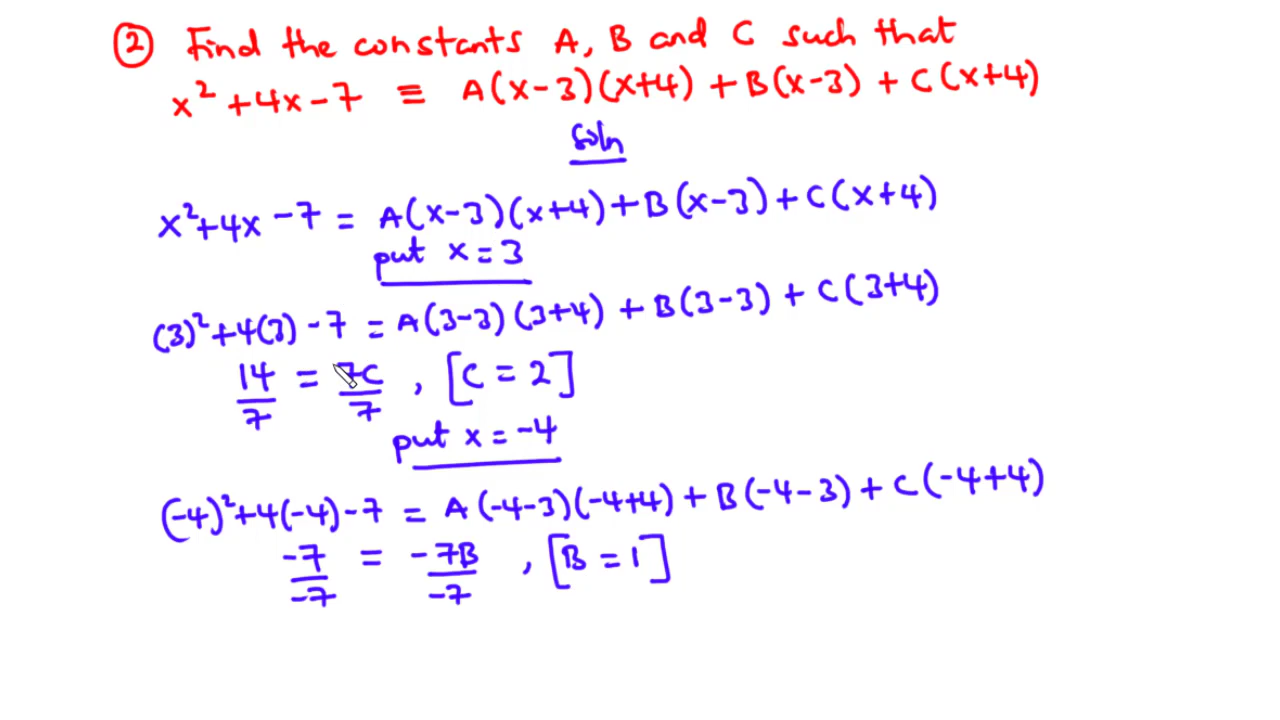 ② Find the constants A, B and C such that
x² + 4x - 7 ≡ A(x-3)(x+4) + B(x-3) + C(x+4)
soln
x² + 4x - 7 = A(x-3)(x+4) + B(x-3) + C(x+4)
put x = 3
(3)² + 4(3) - 7 = A(3-3)(3+4) + B(3-3) + C(3+4)
14/7 = 7C/7 , [C = 2]
put x = -4
(-4)² + 4(-4) - 7 = A(-4-3)(-4+4) + B(-4-3) + C(-4+4)
-7/-7 = -7B/-7 , [B = 1]